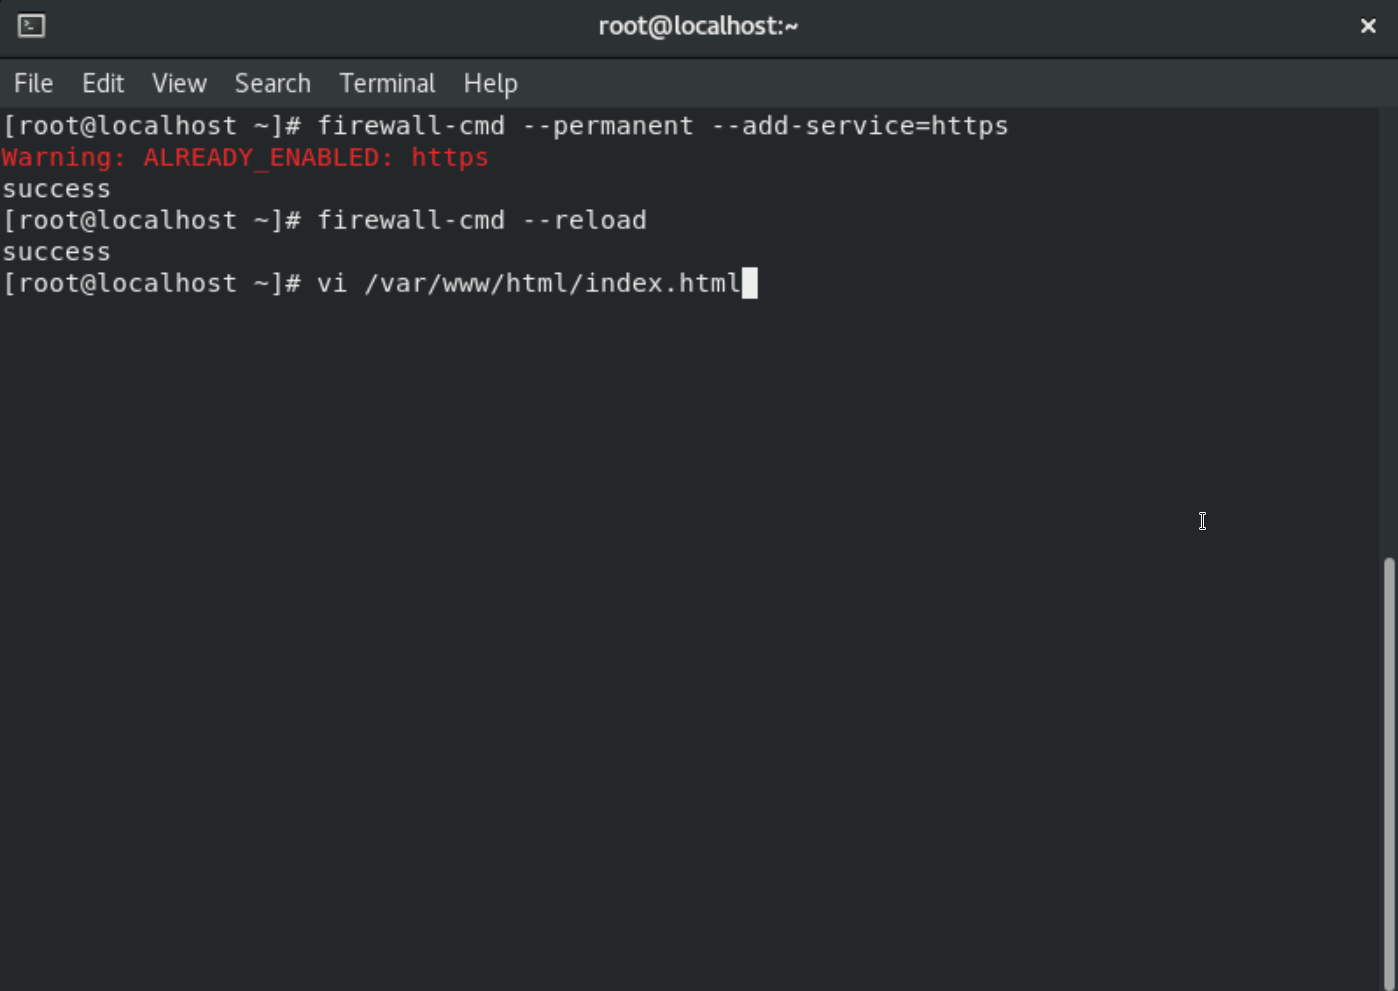 root@localhost:~
File Edit View Search Terminal Help
[root@localhost ~]# firewall-cmd --permanent --add-service=https
Warning: ALREADY_ENABLED: https
success
[root@localhost ~]# firewall-cmd --reload
success
[root@localhost ~]# vi /var/www/html/index.html